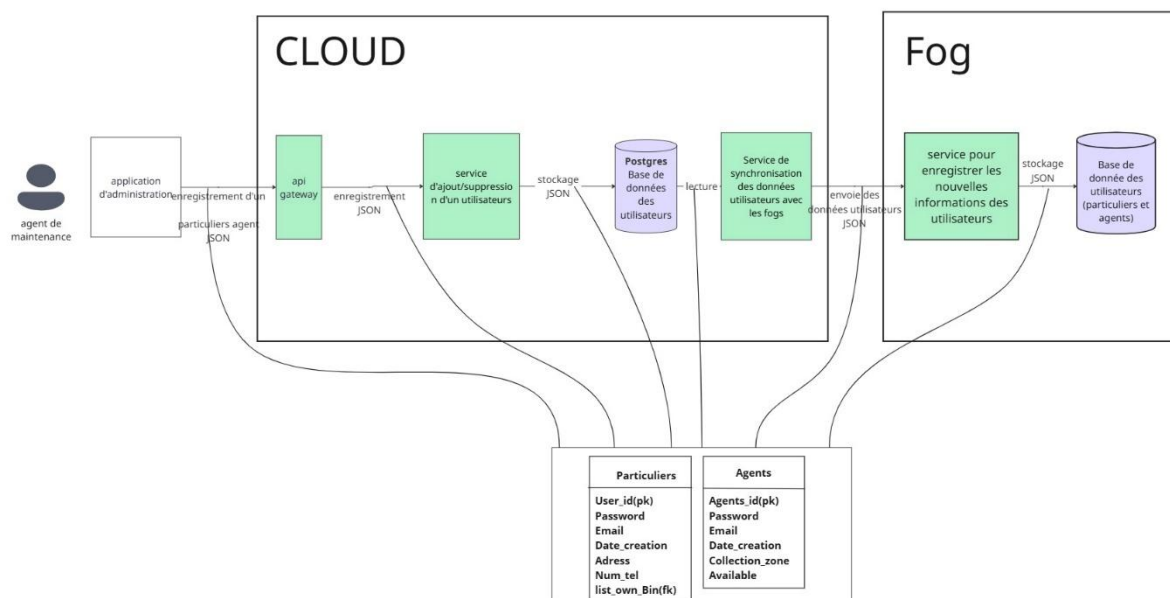 CLOUD
Fog
agent de
maintenance
application
d'administration
enregistrement d'un
particuliers agent
JSON
api
gateway
enregistrement
JSON
service
d'ajout/suppressio
n d'un utilisateurs
stockage
JSON
Postgres
Base de
données
des
utilisateurs
lecture
Service de
synchronisation
des données
utilisateurs avec
les fogs
envoie des
données utilisateurs
JSON
service pour
enregistrer les
nouvelles
informations des
utilisateurs
stockage
JSON
Base de
donnée des
utilisateurs
(particuliers et
agents)
Particuliers
User_id(pk)
Password
Email
Date_creation
Adress
Num_tel
list_own_Bin(fk)
Agents
Agents_id(pk)
Password
Email
Date_creation
Collection_zone
Available